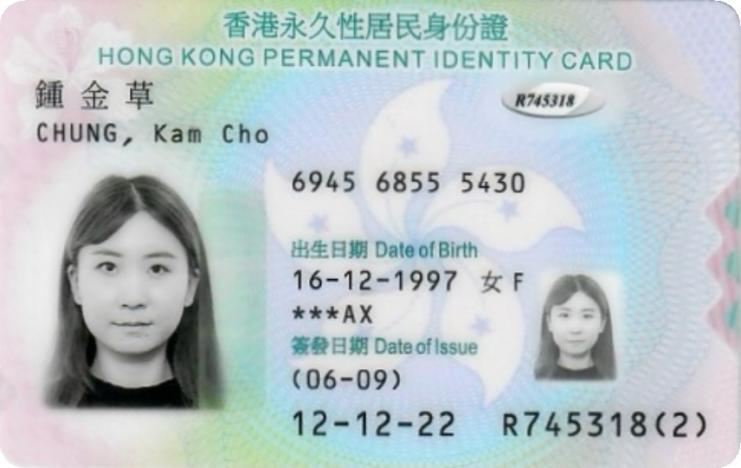 香港永久性居民身份證
HONG KONG PERMANENT IDENTITY CARD
鍾金草
CHUNG, Kam Cho
R745318
6945 6855 5430
出生日期 Date of Birth
16-12-1997 女 F
***AX
簽發日期 Date of Issue
(06-09)
12-12-22 R745318(2)